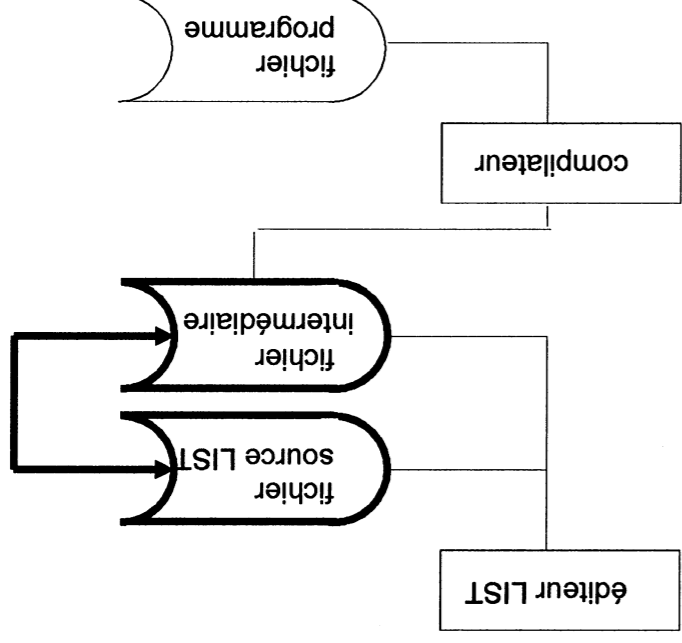 éditeur LIST
fichier
source LIST
fichier
intermédiaire
compilateur
fichier
programme